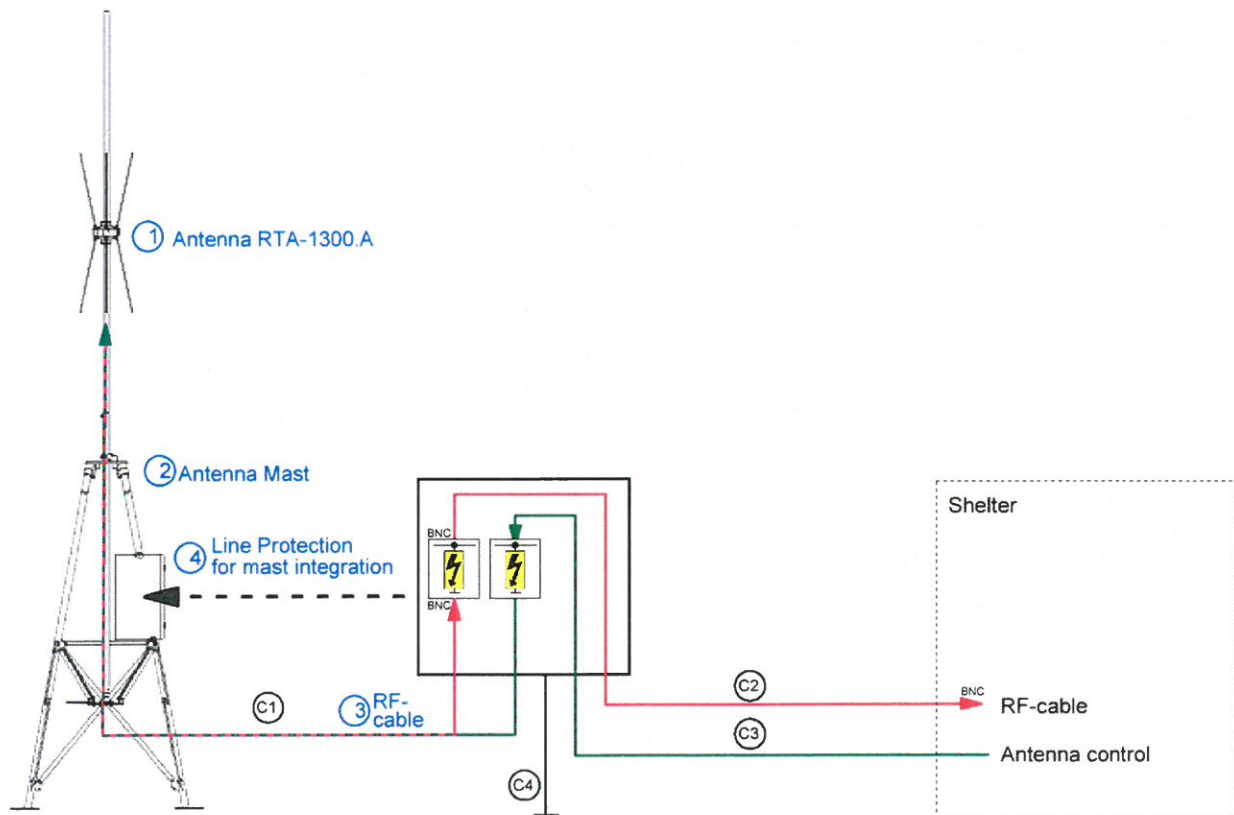 1 Antenna RTA-1300.A
2 Antenna Mast
4 Line Protection
for mast integration
BNC
BNC
Shelter
C1
3 RF-
cable
C2
BNC
RF-cable
C3
Antenna control
C4